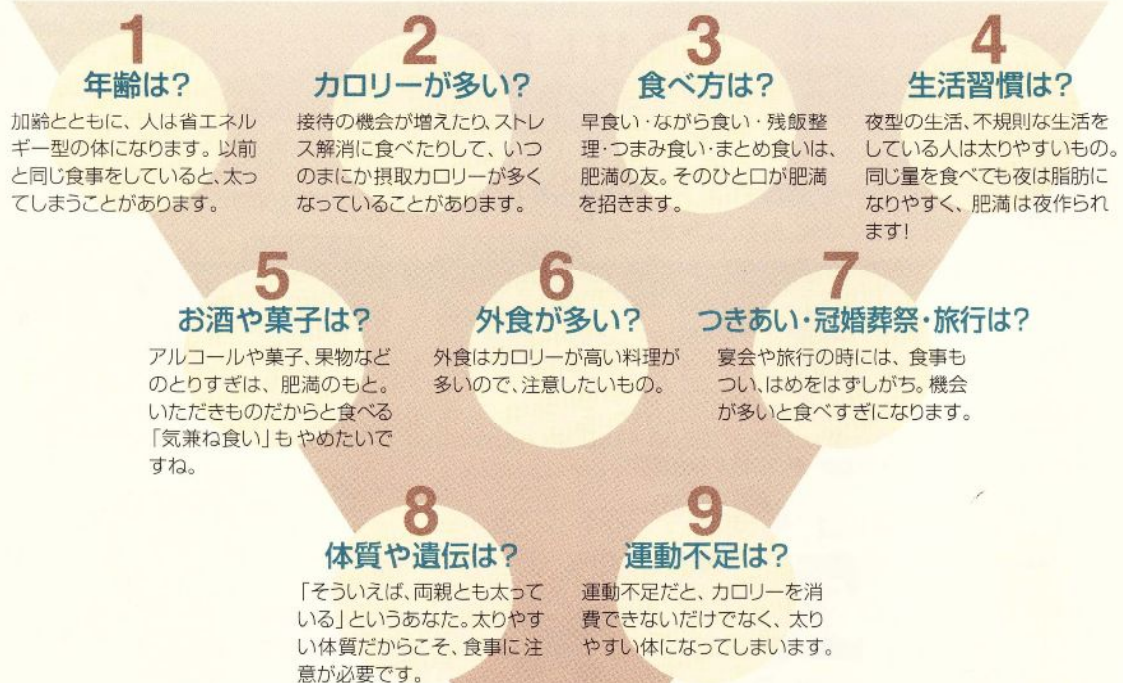 1
年齢は?
加齢とともに、人は省エネル
ギー型の体になります。以前
と同じ食事をしていると、太っ
てしまうことがあります。
2
カロリーが多い?
接待の機会が増えたり、ストレ
ス解消に食べたりして、いつ
のまにか摂取カロリーが多く
なっていることがあります。
3
食べ方は?
早食い・ながら食い・残飯整
理・つまみ食い・まとめ食いは、
肥満の友。そのひと口が肥満
を招きます。
4
生活習慣は?
夜型の生活、不規則な生活を
している人は太りやすいもの。
同じ量を食べても夜は脂肪に
なりやすく、肥満は夜作られ
ます!
5
お酒や菓子は?
アルコールや菓子、果物など
のとりすぎは、肥満のもと。
いただきものだからと食べる
「気兼ね食い」もやめたいで
すね。
6
外食が多い?
外食はカロリーが高い料理が
多いので、注意したいもの。
7
つきあい・冠婚葬祭・旅行は?
宴会や旅行の時には、食事も
つい、はめをはずしがち。機会
が多いと食べすぎになります。
8
体質や遺伝は?
「そういえば、両親とも太って
いる」というあなた。太りやす
い体質だからこそ、食事に注
意が必要です。
9
運動不足は?
運動不足だと、カロリーを消
費できないだけでなく、太り
やすい体になってしまいます。